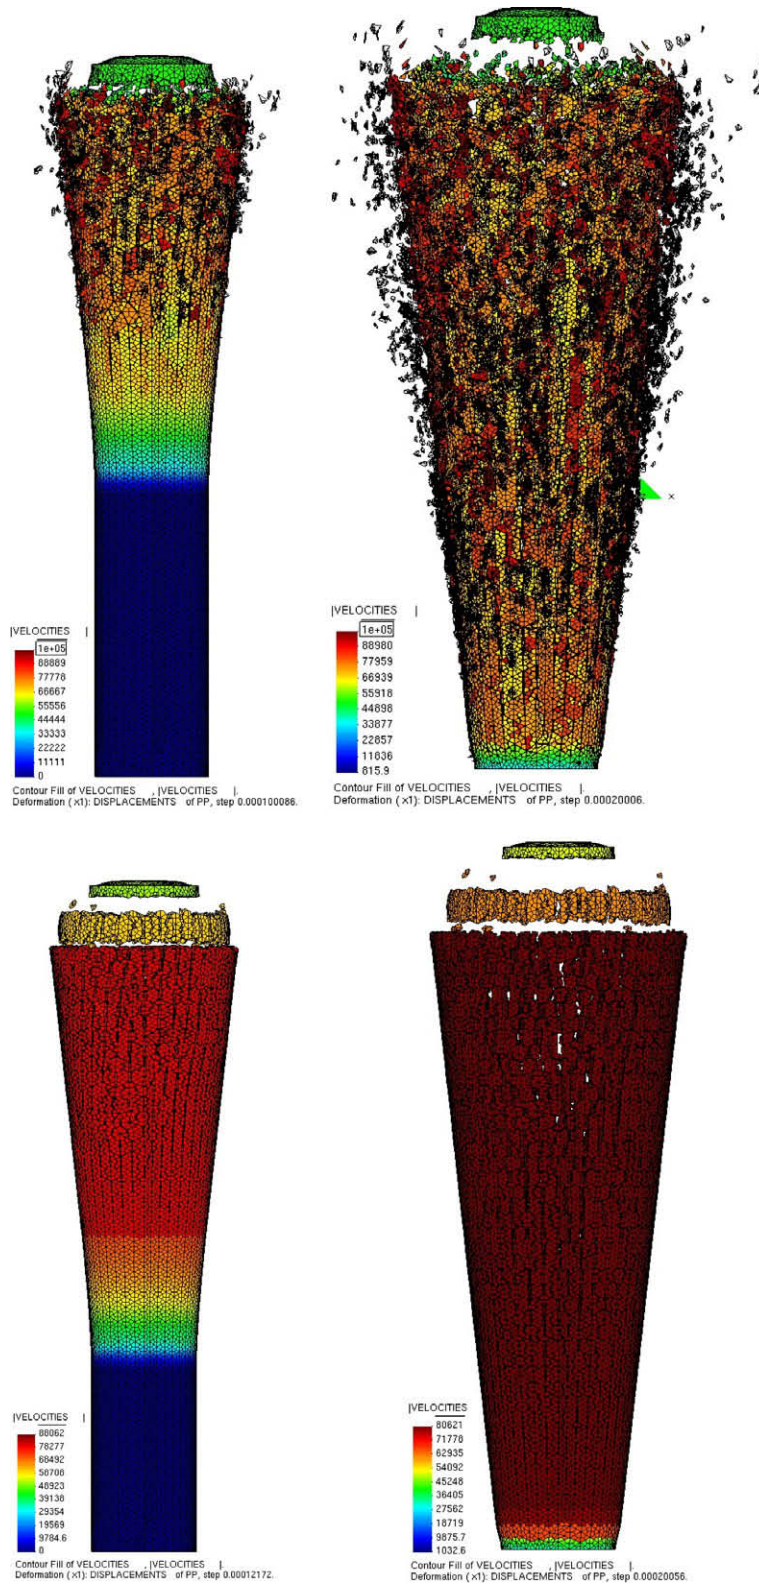 |VELOCITIES |
1e+05
88889
77778
66667
55556
44444
33333
22222
11111
0
Contour Fill of VELOCITIES , |VELOCITIES |.
Deformation ( x1): DISPLACEMENTS of PP, step 0.000100086.
x
|VELOCITIES |
1e+05
88980
77959
66939
55918
44898
33877
22857
11836
815.9
Contour Fill of VELOCITIES , |VELOCITIES |.
Deformation ( x1): DISPLACEMENTS of PP, step 0.00020006.
|VELOCITIES |
88062
78277
68492
58708
48923
39138
29354
19569
9784.6
0
Contour Fill of VELOCITIES , |VELOCITIES |.
Deformation ( x1): DISPLACEMENTS of PP, step 0.00012172.
|VELOCITIES |
80621
71778
62935
54092
45248
36405
27562
18719
9875.7
1032.6
Contour Fill of VELOCITIES , |VELOCITIES |.
Deformation ( x1): DISPLACEMENTS of PP, step 0.00020056.